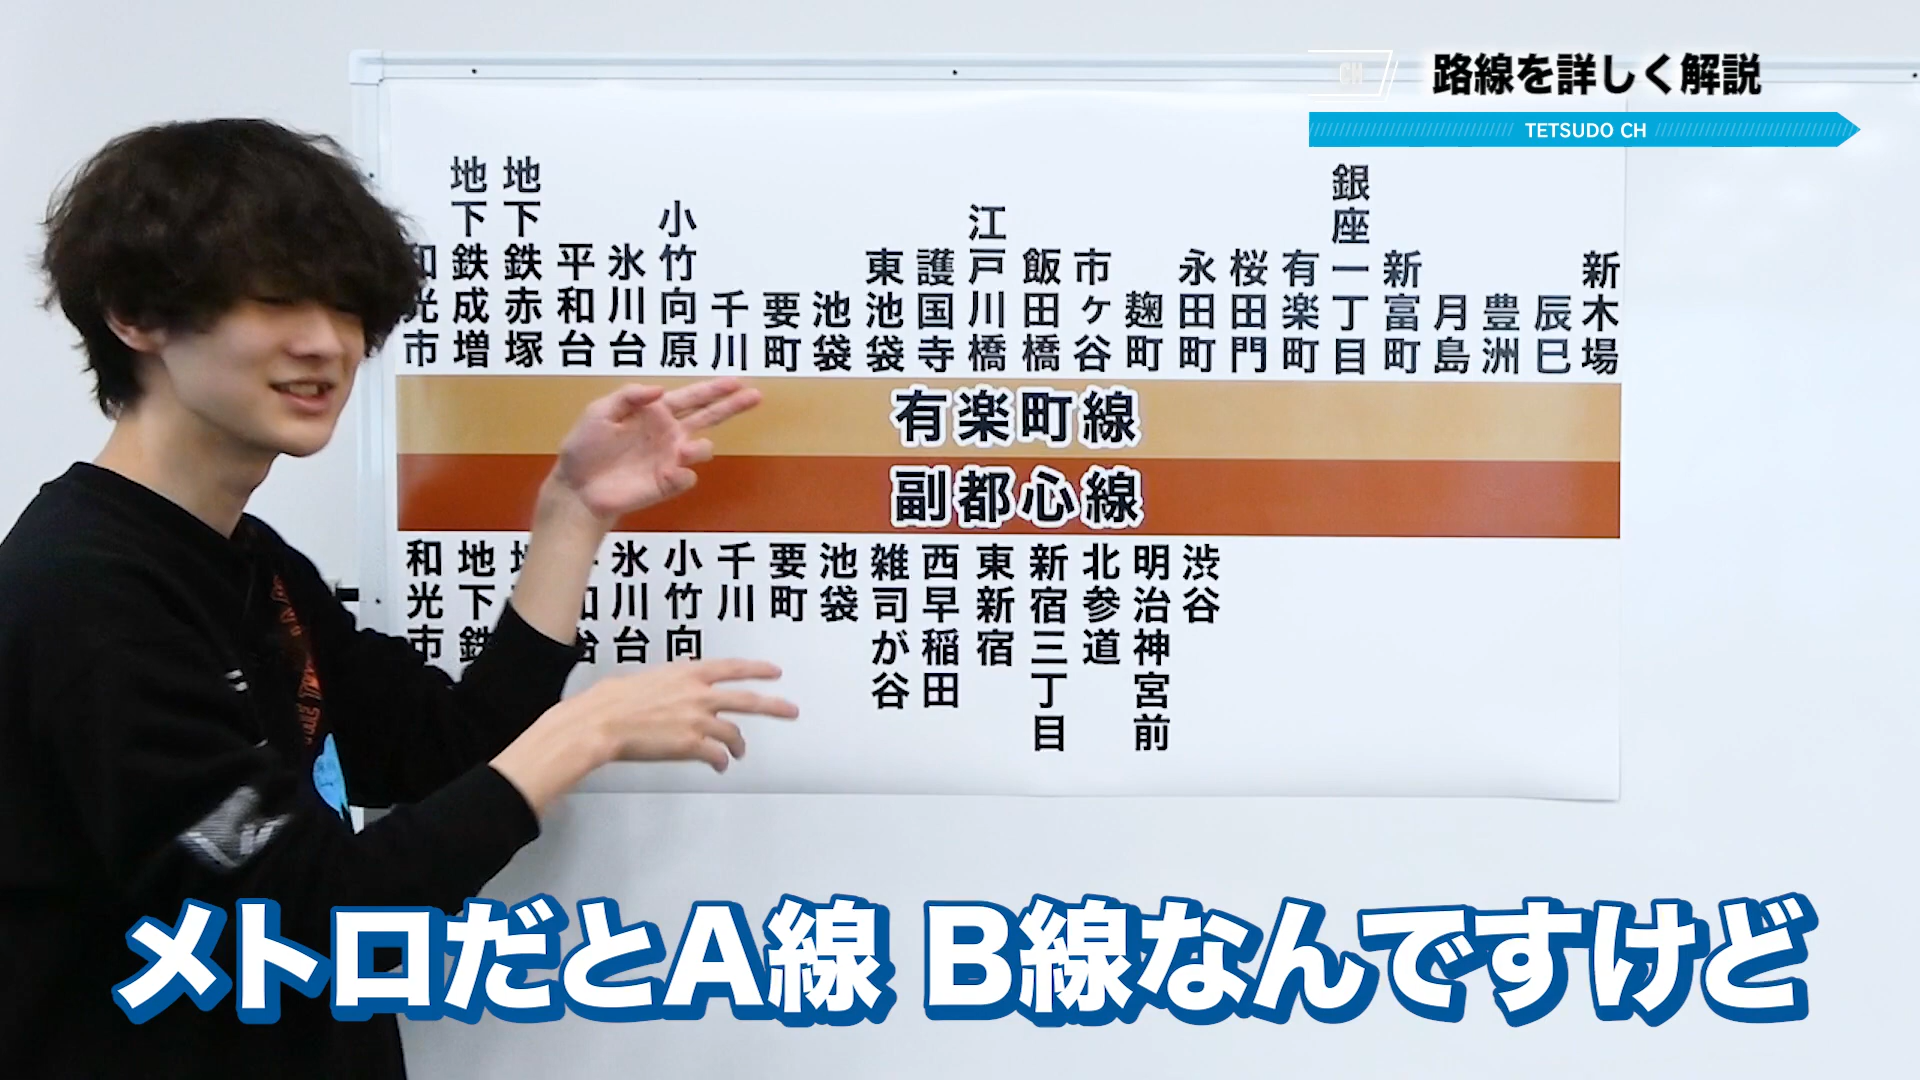 CH
路線を詳しく解説
TETSUDO CH
和光市
地下鉄成増
地下鉄赤塚
平和台
氷川台
小竹向原
千川
要町
池袋
東池袋
護国寺
江戸川橋
飯田橋
市ヶ谷
麹町
永田町
桜田門
有楽町
銀座一丁目
新富町
月島
豊洲
辰巳
新木場
有楽町線
副都心線
和光市
地下鉄
氷川台
小竹向
千川
要町
池袋
雑司が谷
西早稲田
東新宿
新宿三丁目
北参道
明治神宮前
渋谷
メトロだとA線 B線なんですけど